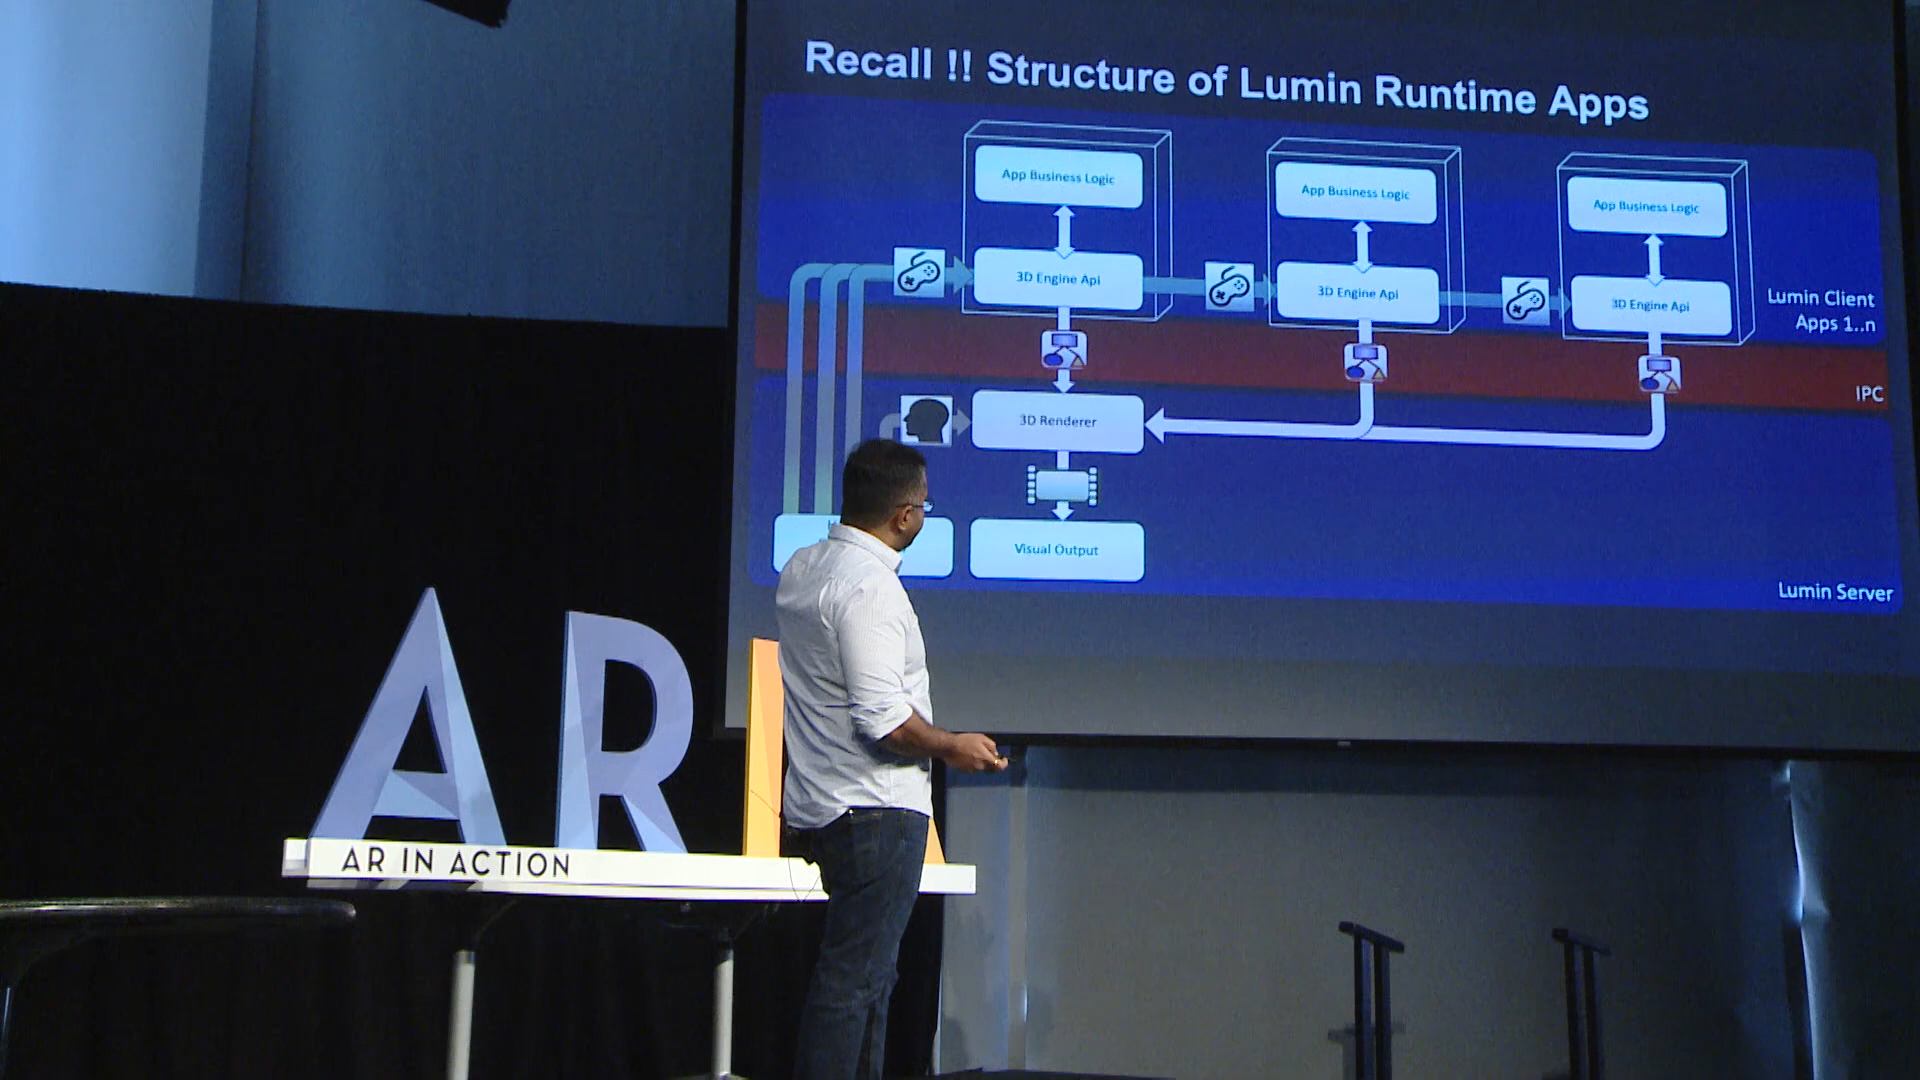 Recall !! Structure of Lumin Runtime Apps
App Business Logic
App Business Logic
App Business Logic
3D Engine Api
3D Engine Api
3D Engine Api
Lumin Client
Apps 1..n
IPC
3D Renderer
Visual Output
Lumin Server
AR
AR IN ACTION